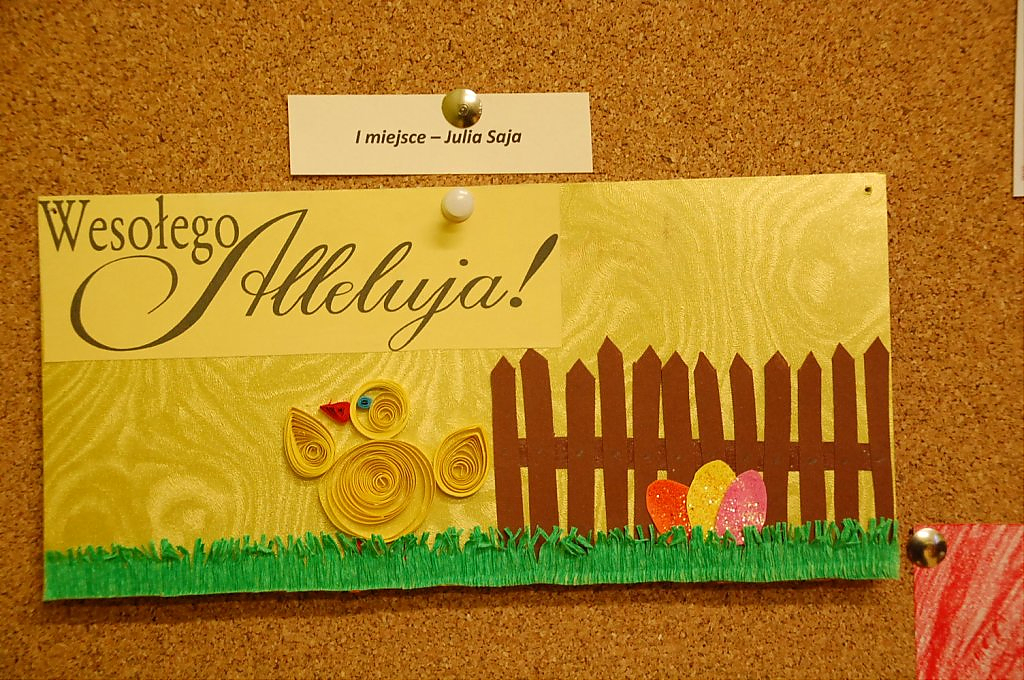 I miejsce – Julia Saja
Wesołego
Alleluja!